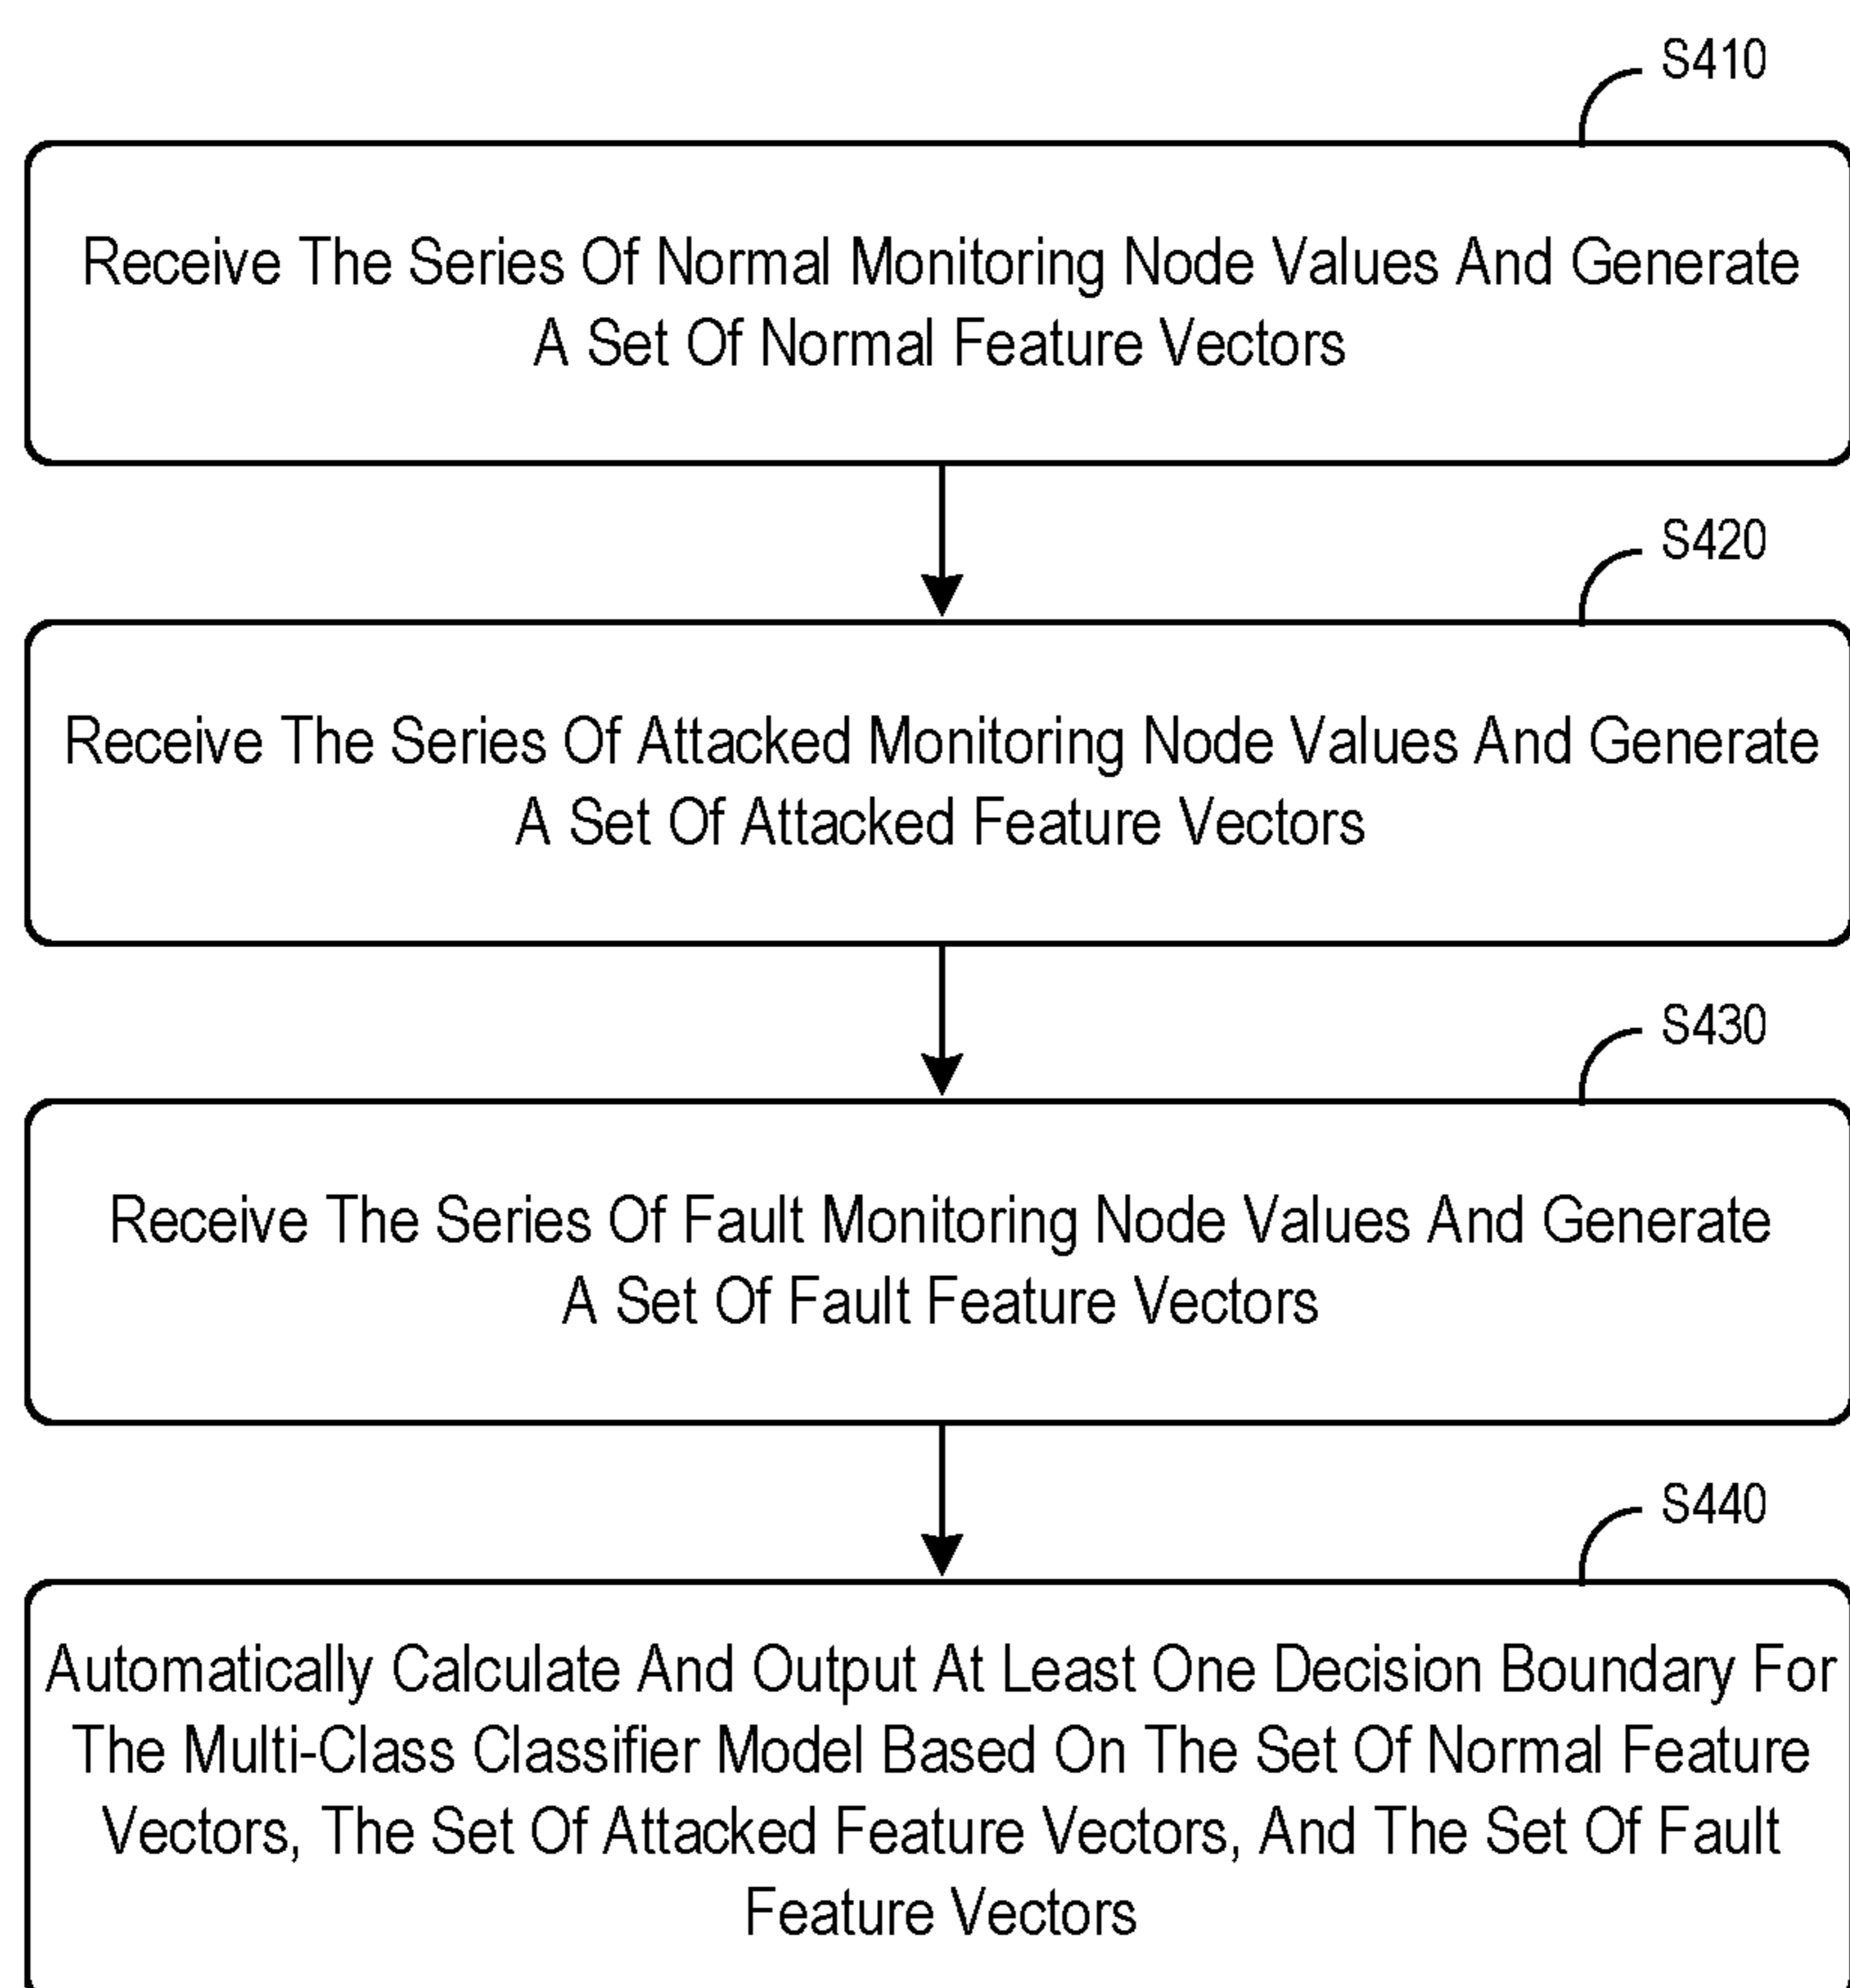 S410
Receive The Series Of Normal Monitoring Node Values And Generate
A Set Of Normal Feature Vectors
S420
Receive The Series Of Attacked Monitoring Node Values And Generate
A Set Of Attacked Feature Vectors
S430
Receive The Series Of Fault Monitoring Node Values And Generate
A Set Of Fault Feature Vectors
S440
Automatically Calculate And Output At Least One Decision Boundary For
The Multi-Class Classifier Model Based On The Set Of Normal Feature
Vectors, The Set Of Attacked Feature Vectors, And The Set Of Fault
Feature Vectors